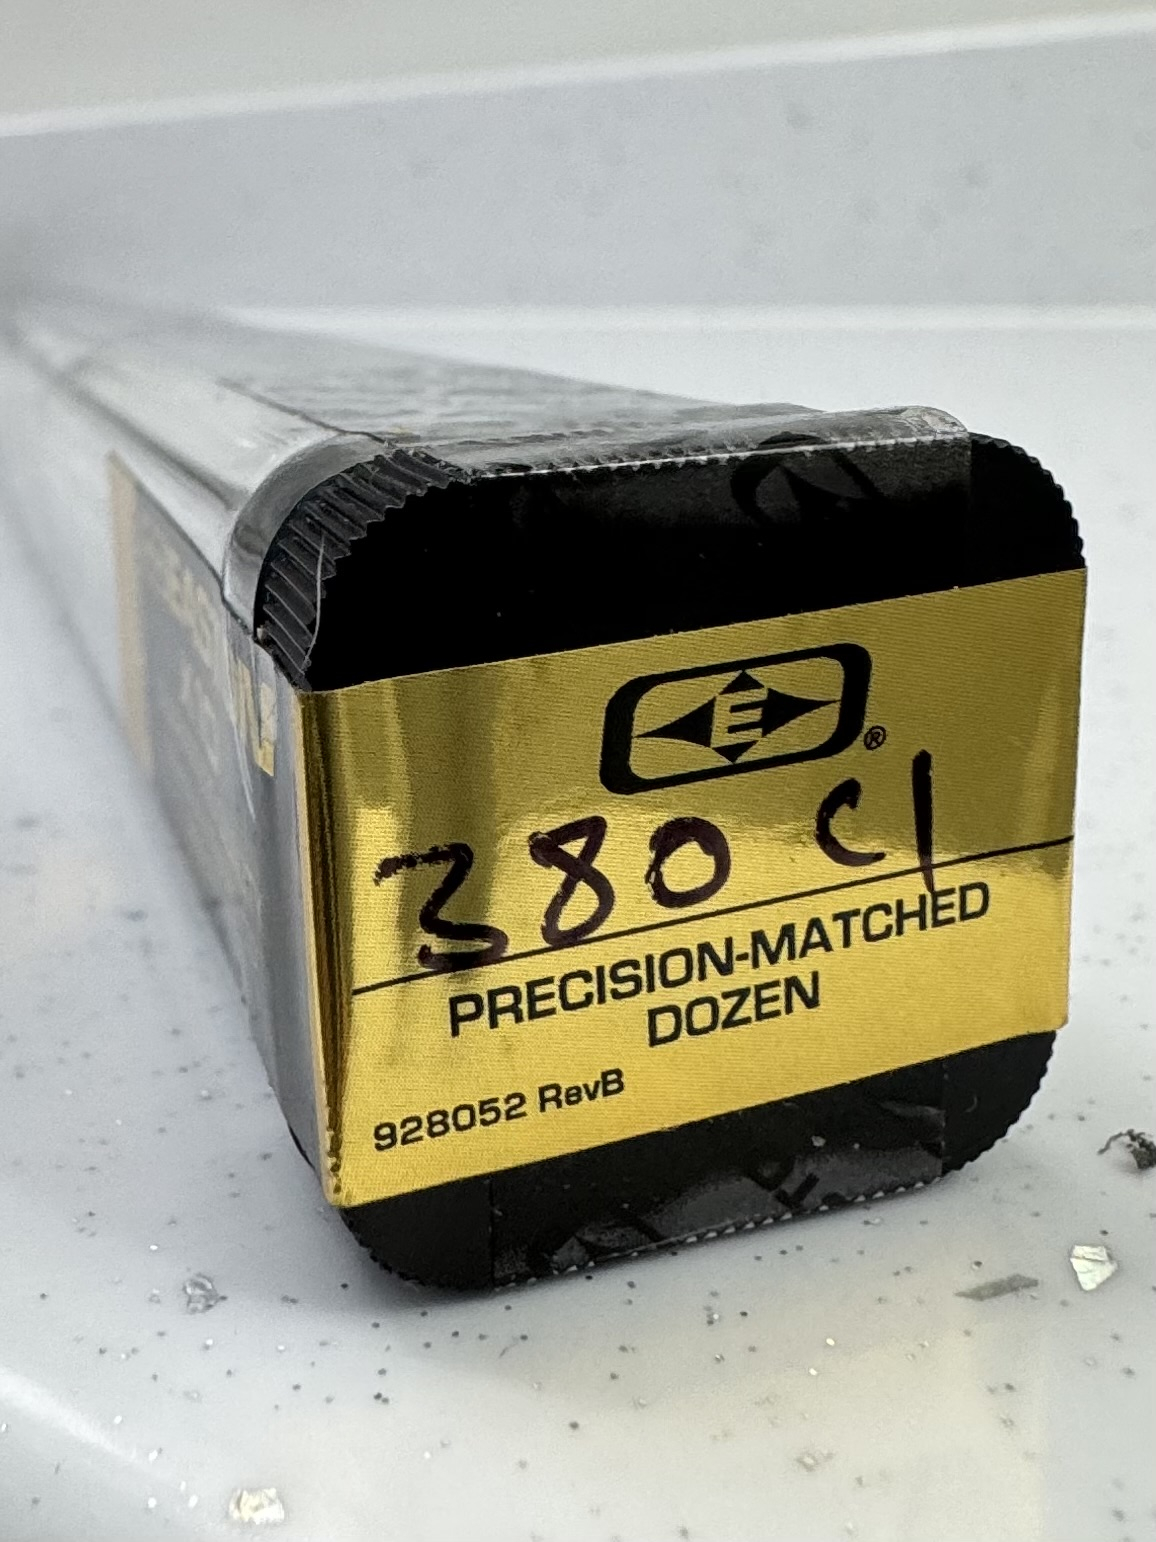 E
®
380 C1
PRECISION-MATCHED
DOZEN
928052 RevB